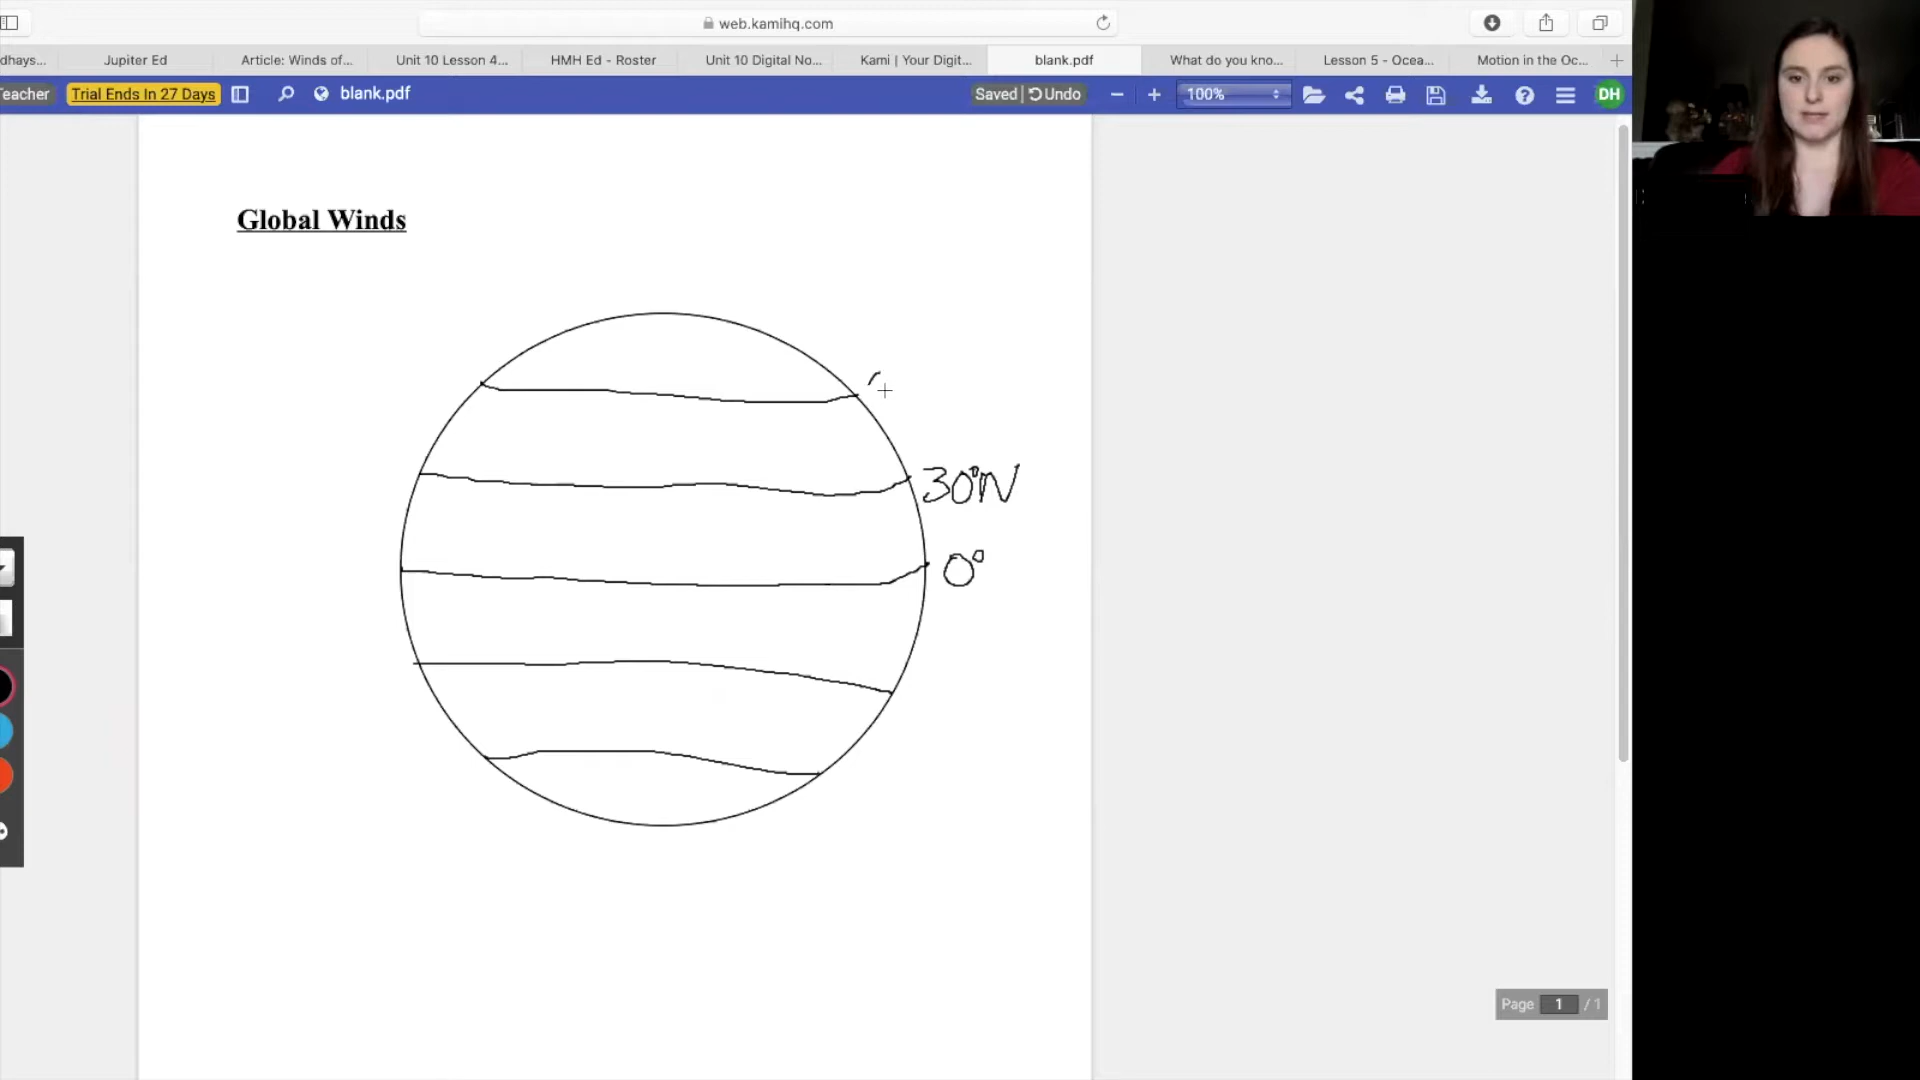 web.kamihq.com
dhays...
Jupiter Ed
Article: Winds of...
Unit 10 Lesson 4...
HMH Ed - Roster
Unit 10 Digital No...
Kami | Your Digit...
blank.pdf
What do you kno...
Lesson 5 - Ocea...
Motion in the Oc...
Teacher
Trial Ends In 27 Days
blank.pdf
Saved | Undo
100%
DH
Global Winds
30°N
0°
Page 1 / 1